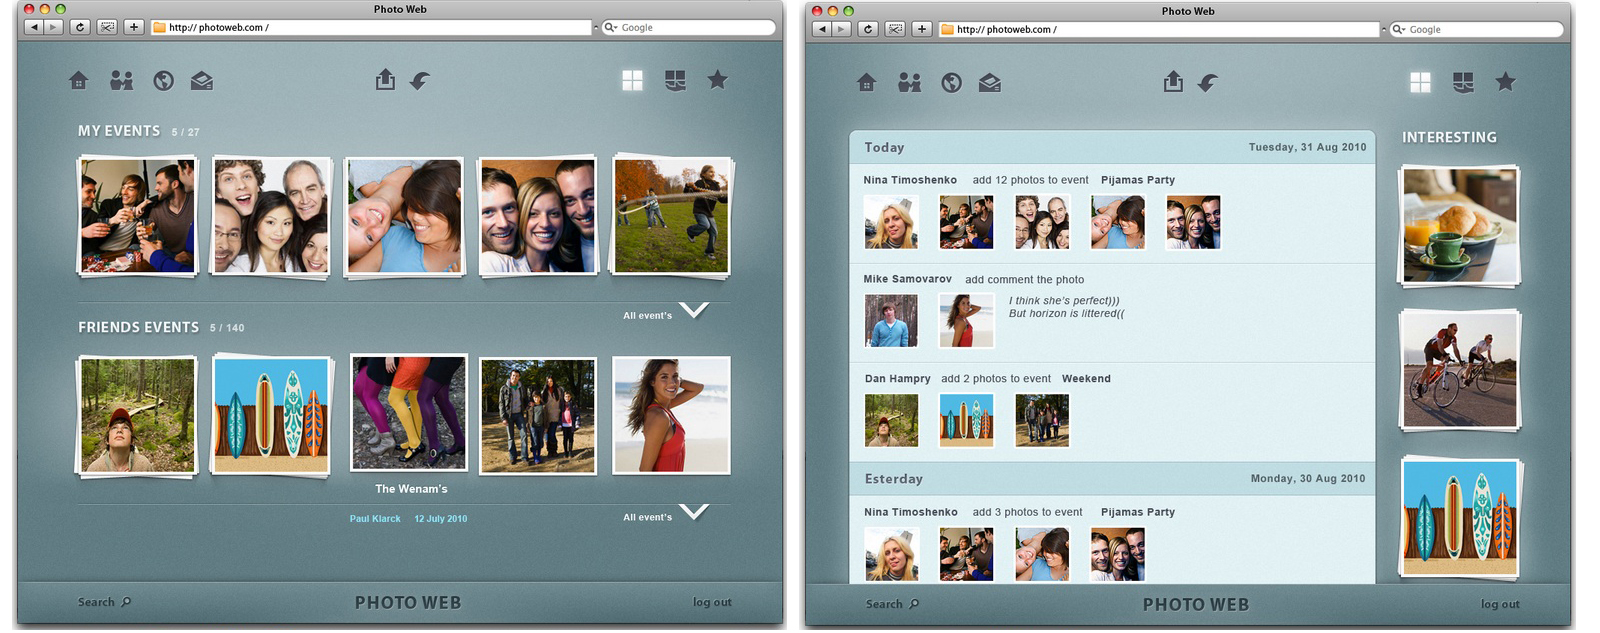 Photo Web
http:// photoweb.com /
Google
MY EVENTS 5 / 27
All event's
FRIENDS EVENTS 5 / 140
The Wenam's
Paul Klarck 12 July 2010
All event's
Search
PHOTO WEB
log out
Photo Web
http:// photoweb.com /
Google
Today
Tuesday, 31 Aug 2010
Nina Timoshenko add 12 photos to event Pijamas Party
Mike Samovarov add comment the photo
I think she's perfect)))
But horizon is littered((
Dan Hampry add 2 photos to event Weekend
Esterday
Monday, 30 Aug 2010
Nina Timoshenko add 3 photos to event Pijamas Party
INTERESTING
Search
PHOTO WEB
log out